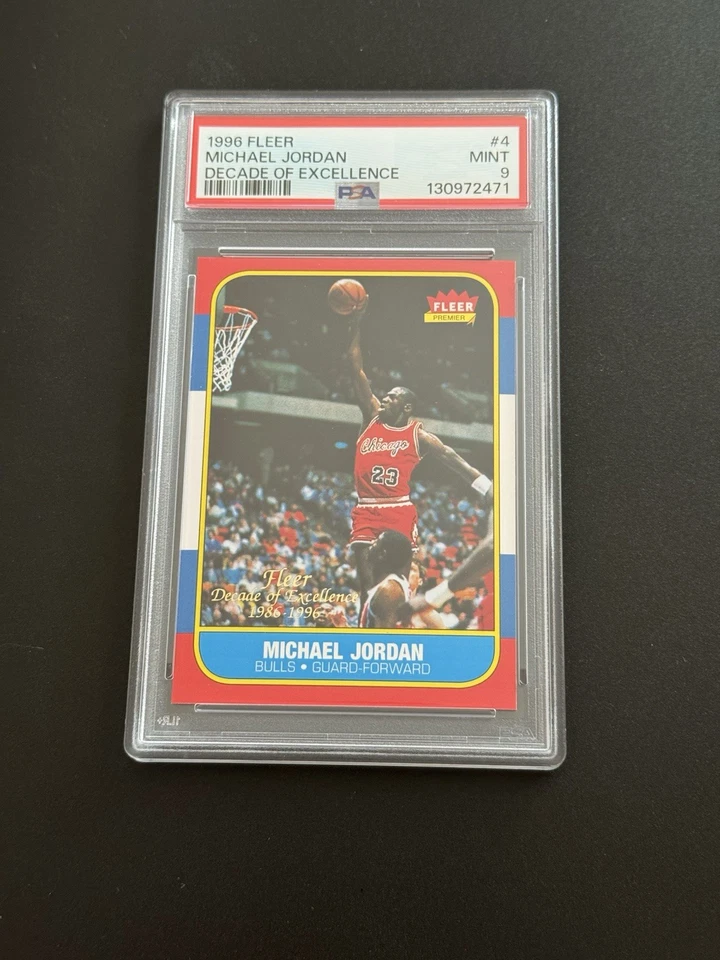 1996 FLEER #4
MICHAEL JORDAN MINT
DECADE OF EXCELLENCE 9
PSA 130972471
FLEER
PREMIER
Chicago
23
Fleer
Decade of Excellence
1986-1996
MICHAEL JORDAN
BULLS • GUARD-FORWARD